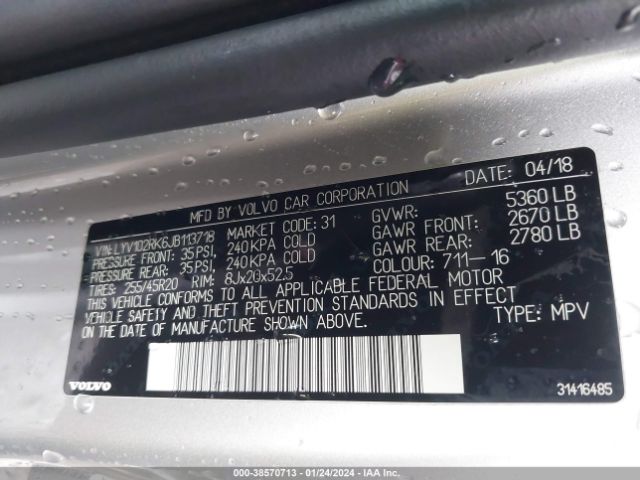 MFD BY VOLVO CAR CORPORATION DATE: 04/18
VIN:LYV102RK6JB113718 MARKET CODE: 31 GVWR: 5360 LB
PRESSURE FRONT: 35PSI, 240KPA COLD GAWR FRONT: 2670 LB
PRESSURE REAR: 35PSI, 240KPA COLD GAWR REAR: 2780 LB
TIRES: 255/45R20 RIM: 8Jx20x52.5 COLOUR: 711-16
THIS VEHICLE CONFORMS TO ALL APPLICABLE FEDERAL MOTOR
VEHICLE SAFETY AND THEFT PREVENTION STANDARDS IN EFFECT
ON THE DATE OF MANUFACTURE SHOWN ABOVE. TYPE: MPV
VOLVO 31416485
000-38570713 - 01/24/2024 - IAAI.COM